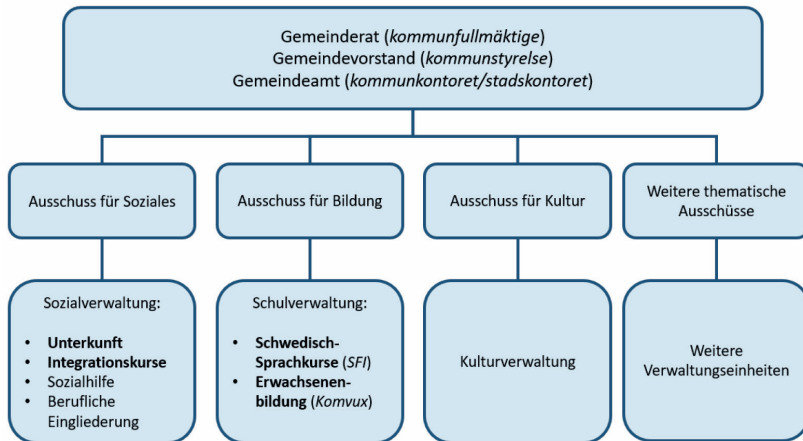 Gemeinderat (kommunfullmäktige)
Gemeindevorstand (kommunstyrelse)
Gemeindeamt (kommunkontoret/stadskontoret)
Ausschuss für Soziales
Ausschuss für Bildung
Ausschuss für Kultur
Weitere thematische
Ausschüsse
Sozialverwaltung:
• Unterkunft
• Integrationskurse
• Sozialhilfe
• Berufliche
Eingliederung
Schulverwaltung:
• Schwedisch-
Sprachkurse (SFI)
• Erwachsenen-
bildung (Komvux)
Kulturverwaltung
Weitere
Verwaltungseinheiten